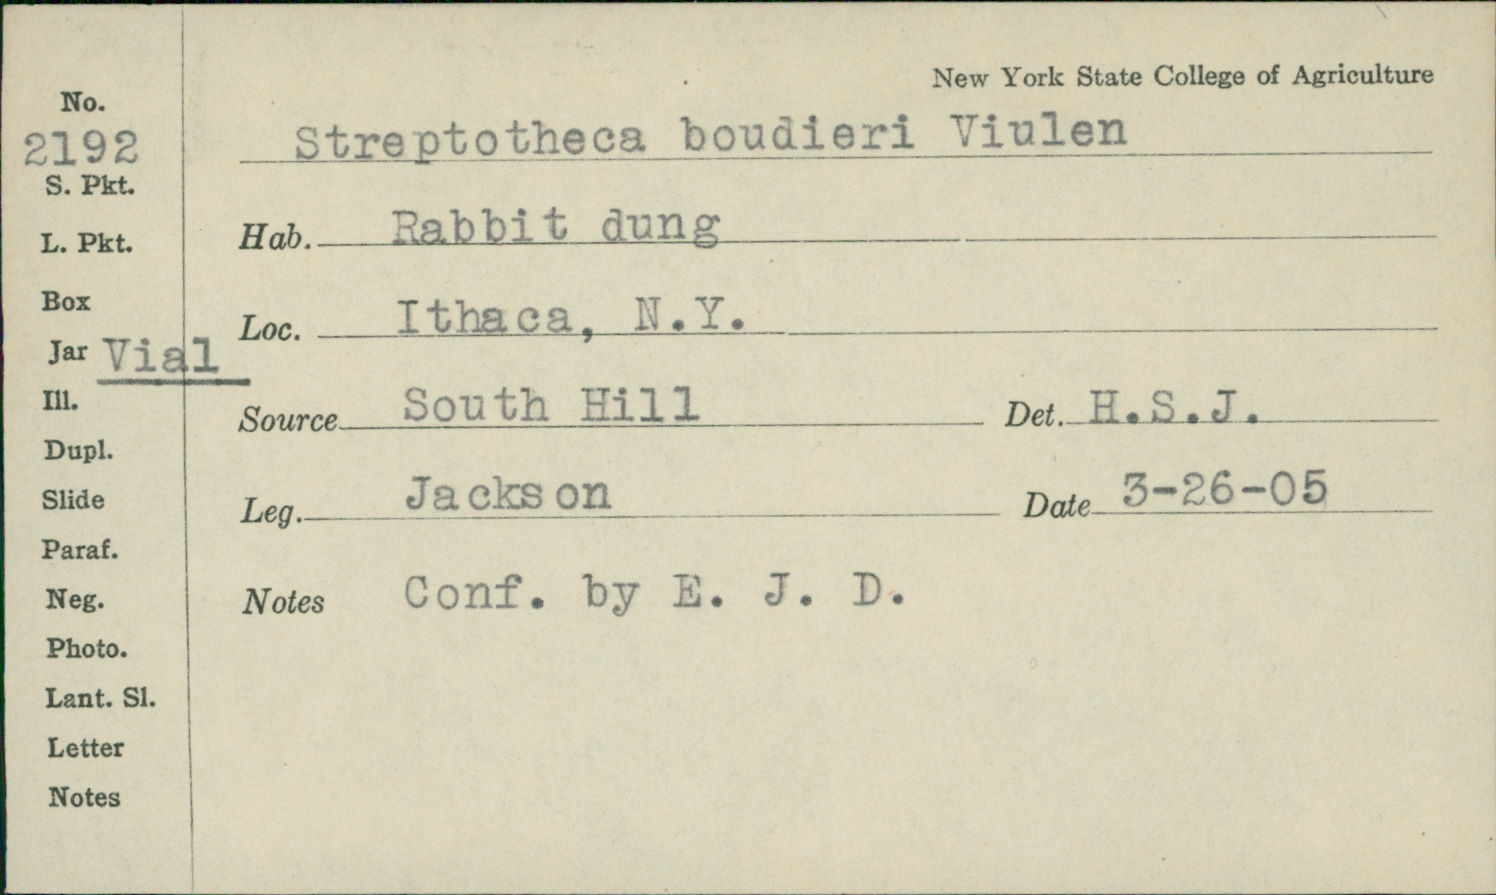 New York State College of Agriculture
No.
2192
Streptotheca boudieri Viulen
S. Pkt.
Hab. Rabbit dung
L. Pkt.
Box
Loc. Ithaca, N.Y.
Jar Vial
Ill.
Source South Hill Det. H.S.J.
Dupl.
Slide
Leg. Jackson Date 3-26-05
Paraf.
Neg.
Notes Conf. by E. J. D.
Photo.
Lant. Sl.
Letter
Notes